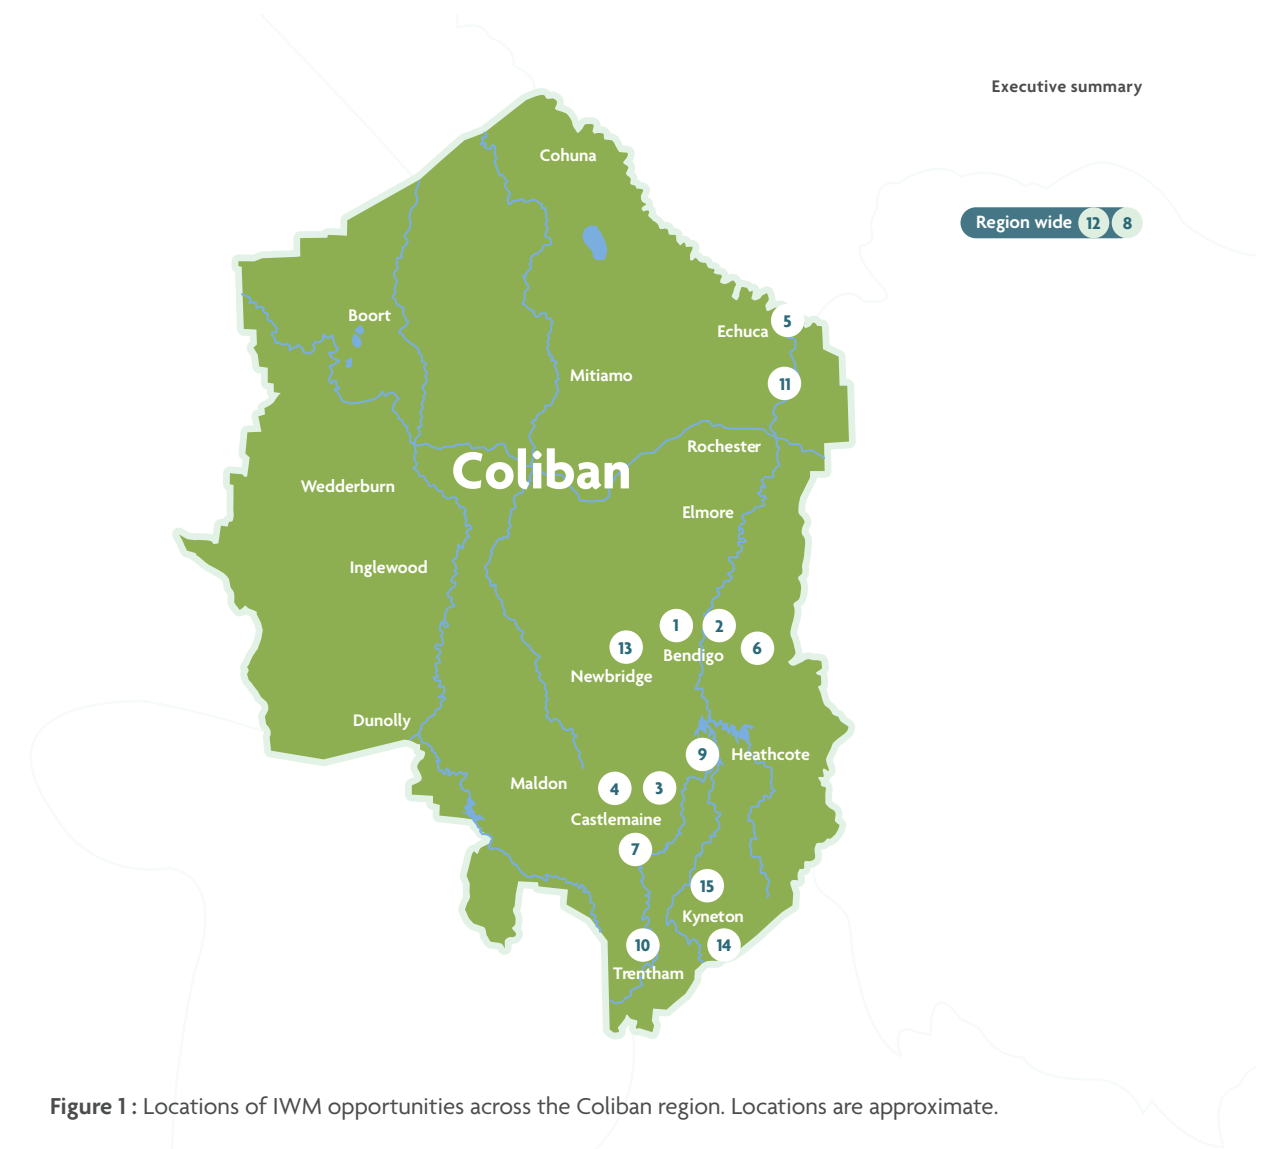 Executive summary
Cohuna
Region wide 12 8
Boort
Echuca 5
Mitiamo
11
Rochester
Coliban
Wedderburn
Elmore
Inglewood
1 2
13 6
Bendigo
Newbridge
Dunolly
9 Heathcote
Maldon
4 3
Castlemaine
7
15
Kyneton
10 14
Trentham
Figure 1 : Locations of IWM opportunities across the Coliban region. Locations are approximate.